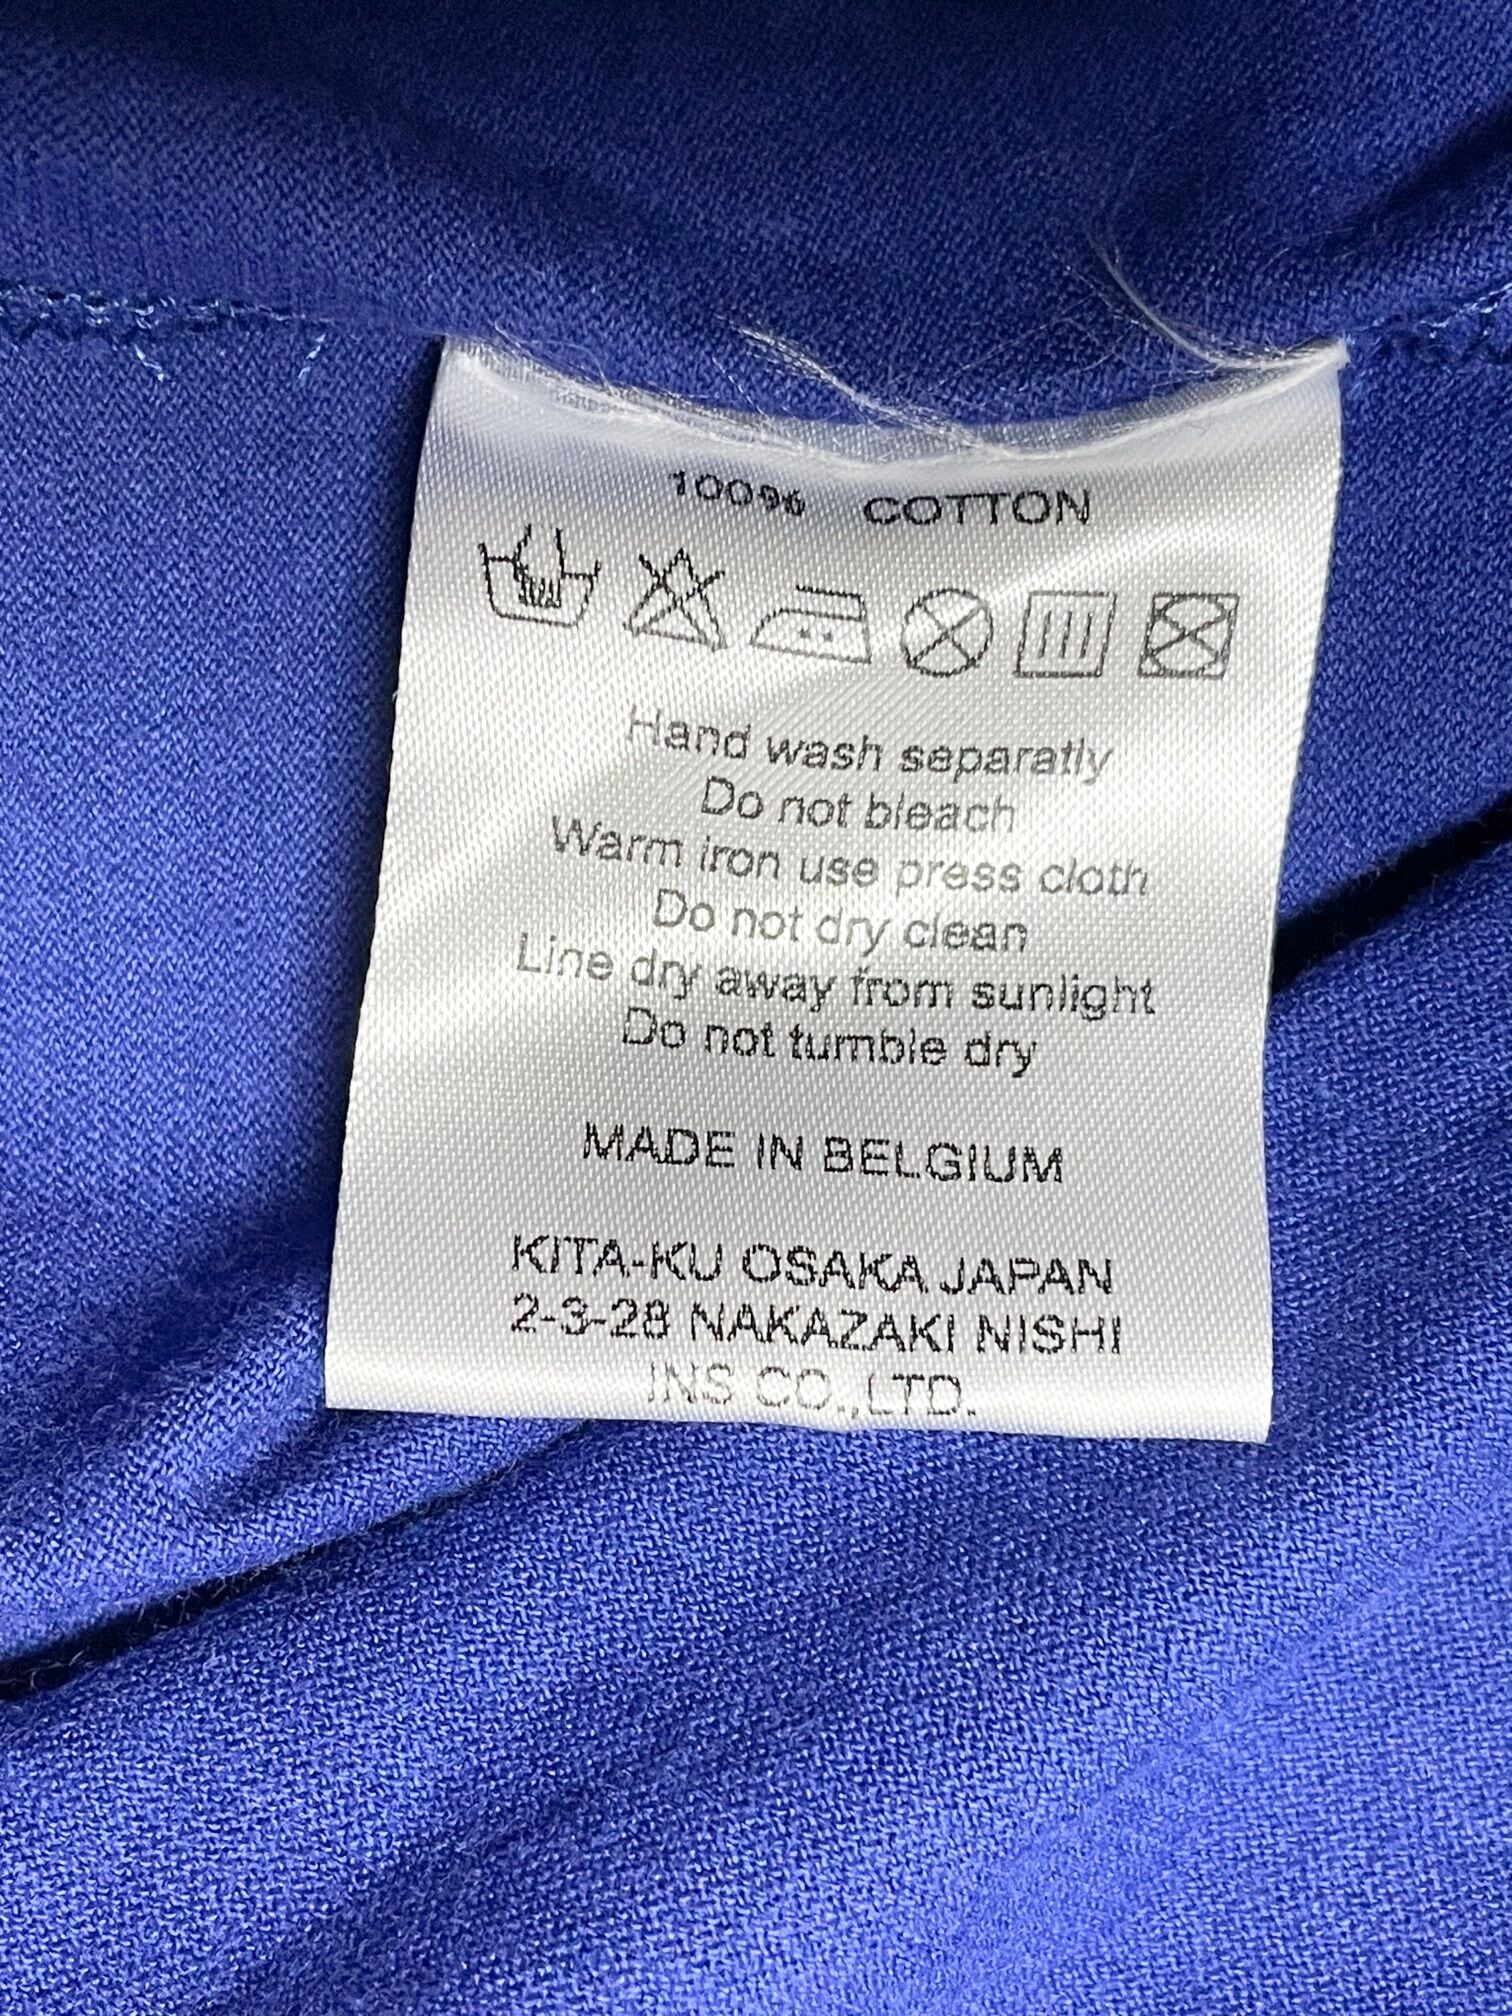 100% COTTON
Hand wash separatly
Do not bleach
Warm iron use press cloth
Do not dry clean
Line dry away from sunlight
Do not tumble dry
MADE IN BELGIUM
KITA-KU OSAKA JAPAN
2-3-28 NAKAZAKI NISHI
INS CO.,LTD.